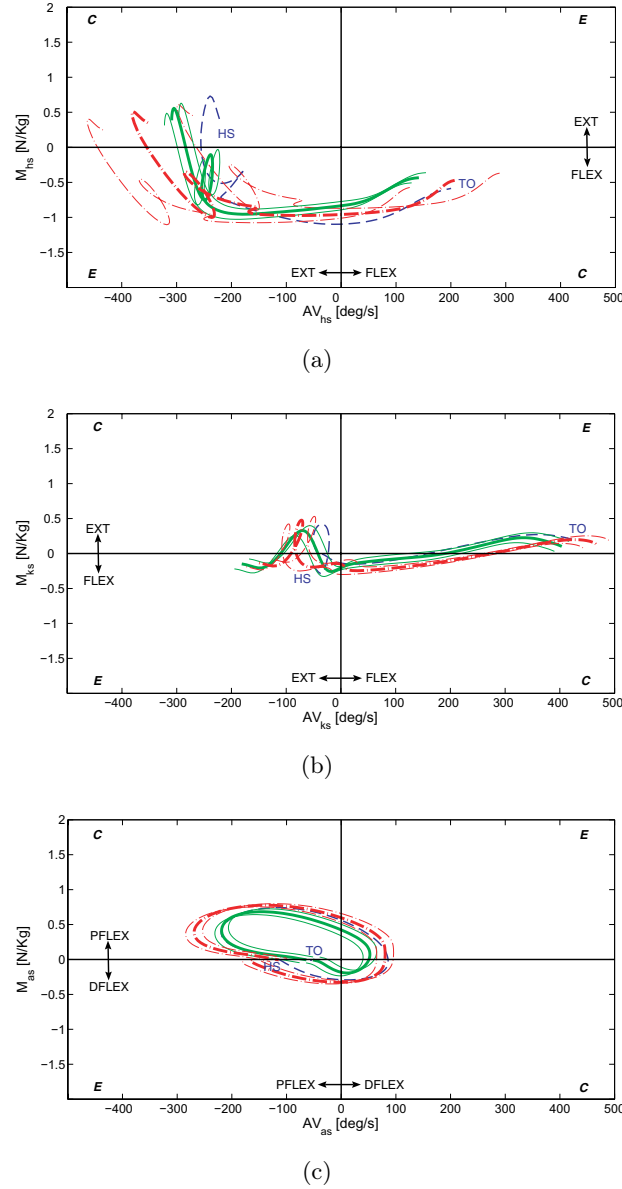 C
E
2
1.5
1
0.5
0
−0.5
−1
−1.5
M_hs [N/Kg]
HS
TO
EXT
FLEX
E
EXT FLEX
C
−400 −300 −200 −100 0 100 200 300 400 500
AV_hs [deg/s]
(a)
C
E
2
1.5
1
0.5
0
−0.5
−1
−1.5
M_ks [N/Kg]
EXT
FLEX
HS
TO
E
EXT FLEX
C
−400 −300 −200 −100 0 100 200 300 400 500
AV_ks [deg/s]
(b)
C
E
2
1.5
1
0.5
0
−0.5
−1
−1.5
M_as [N/Kg]
PFLEX
DFLEX
TO
HS
E
PFLEX DFLEX
C
−400 −300 −200 −100 0 100 200 300 400 500
AV_as [deg/s]
(c)